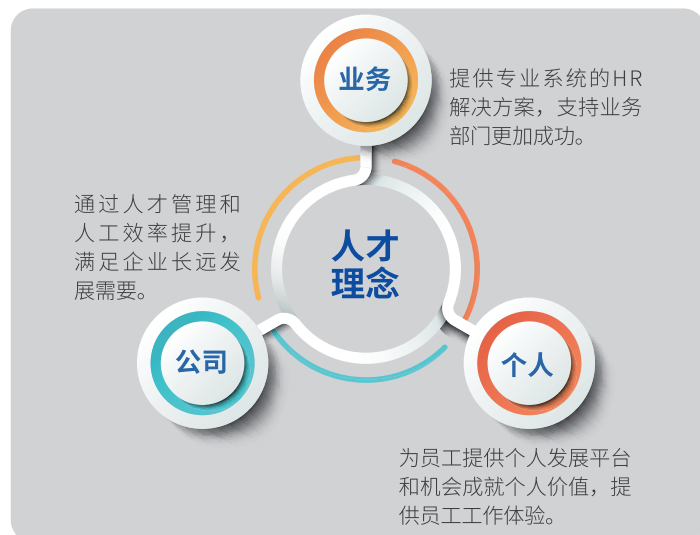 业务
提供专业系统的HR
解决方案，支持业务
部门更加成功。
通过人才管理和
人工效率提升，
满足企业长远发
展需要。
人才
理念
公司
个人
为员工提供个人发展平台
和机会成就个人价值，提
供员工工作体验。